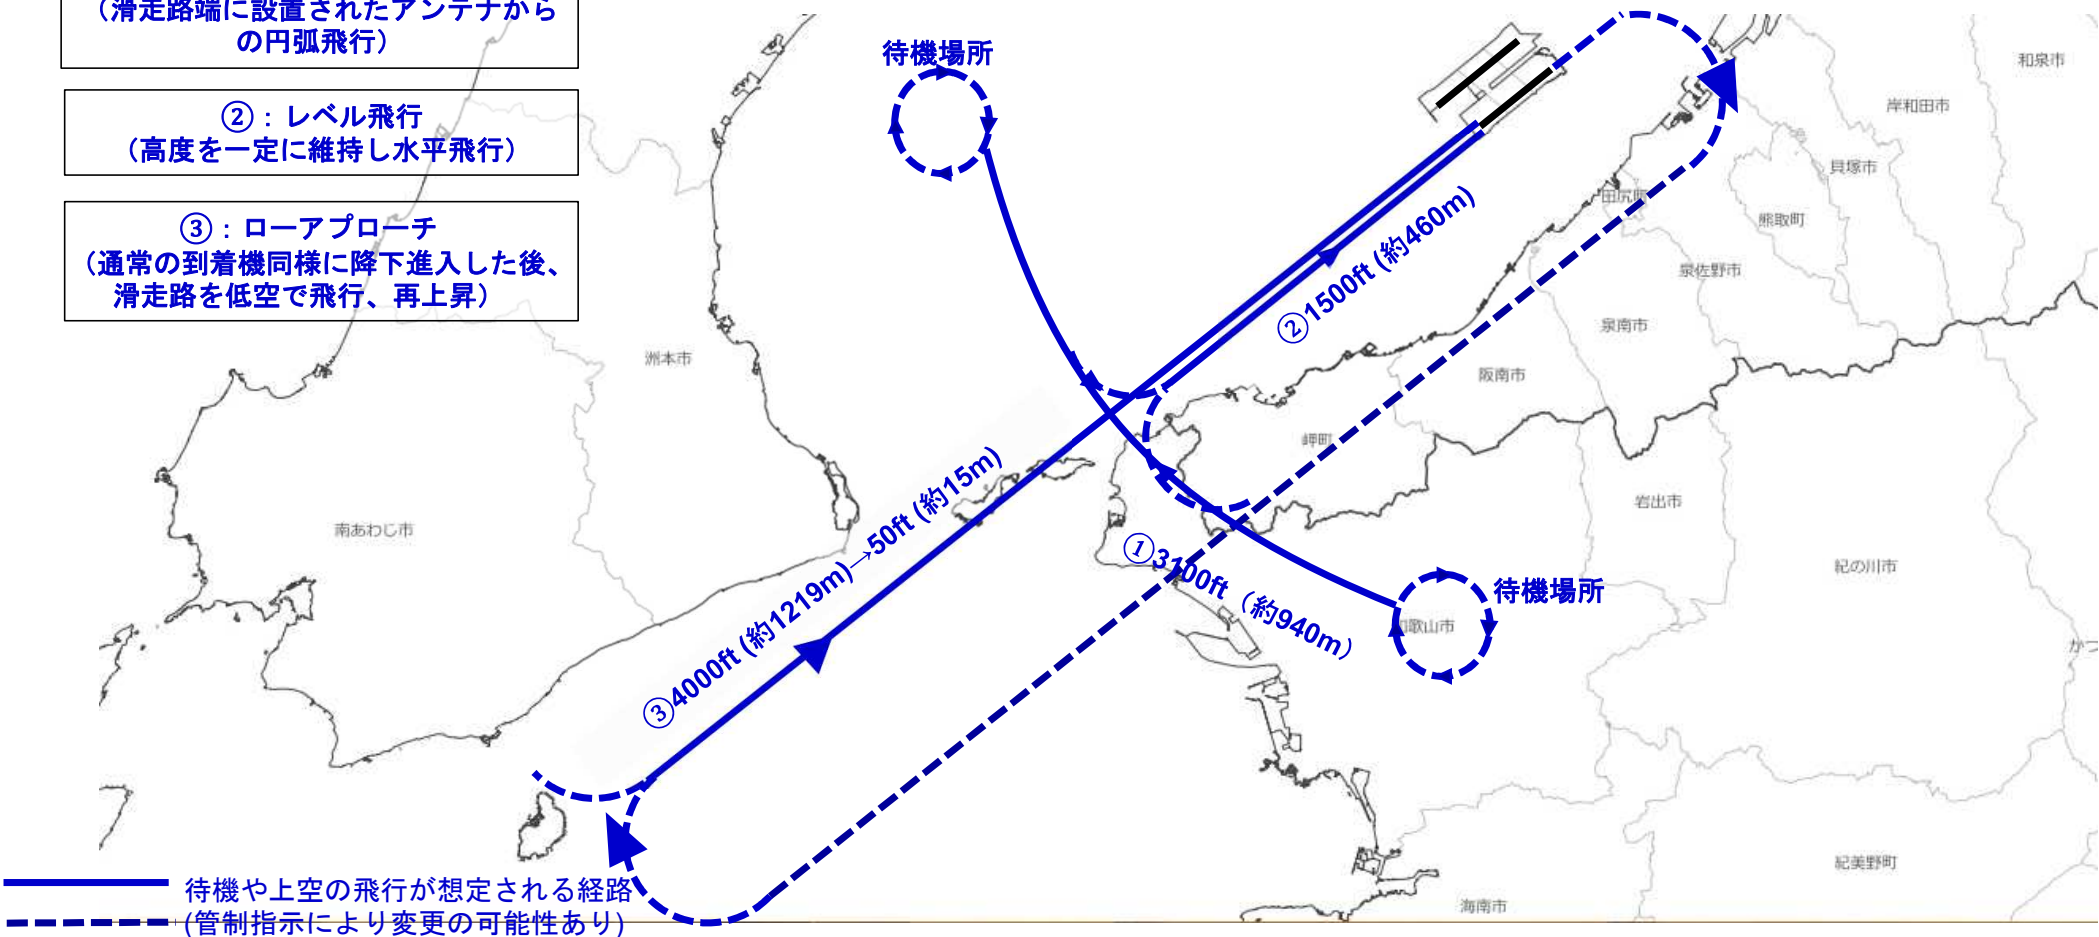 （滑走路端に設置されたアンテナから
の円弧飛行）
②：レベル飛行
（高度を一定に維持し水平飛行）
③：ローアプローチ
（通常の到着機同様に降下進入した後、
滑走路を低空で飛行、再上昇）
待機場所
和泉市
岸和田市
貝塚市
田尻町
熊取町
泉佐野市
②1500ft (約460m)
泉南市
洲本市
阪南市
岬町
岩出市
南あわじ市
③4000ft (約1219m)→50ft (約15m)
①3100ft（約940m）
紀の川市
待機場所
和歌山市
かつ
紀美野町
海南市
待機や上空の飛行が想定される経路
(管制指示により変更の可能性あり)